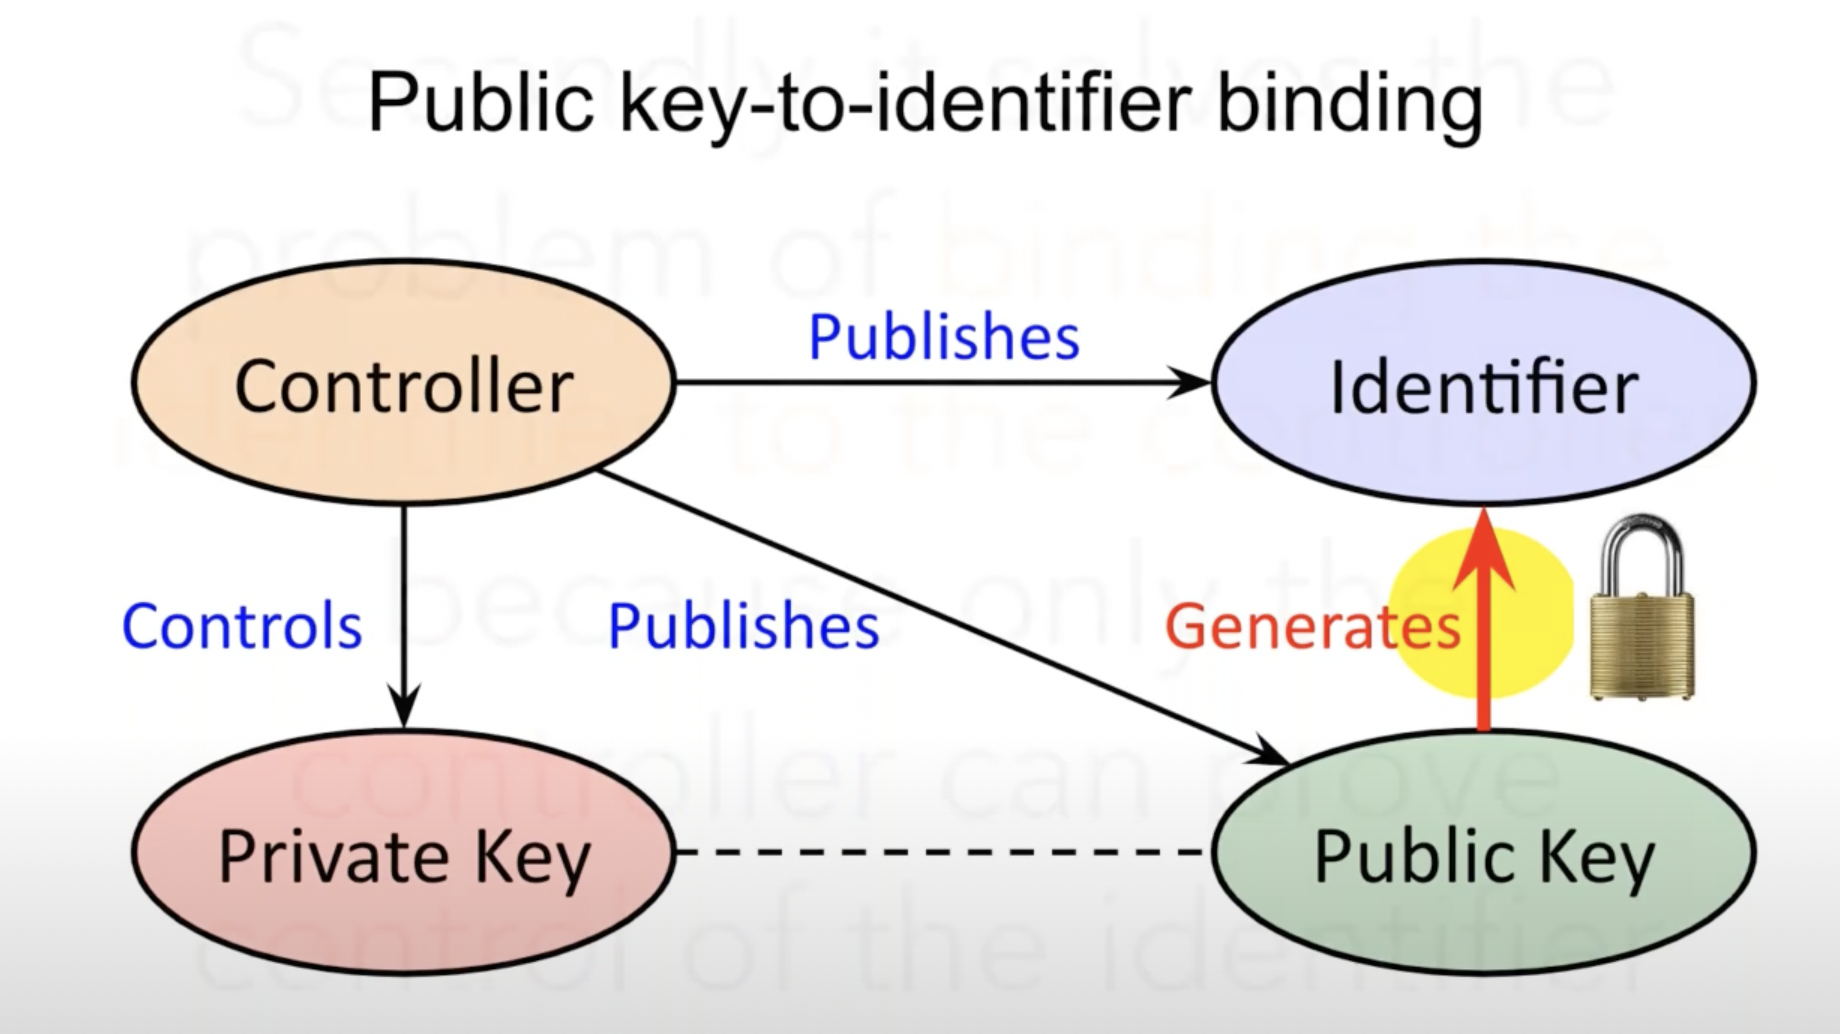 Secondly it solves the
Public key-to-identifier binding
problem of binding the
Publishes
Controller
Identifier
identifier to the controller
because only the
Controls
Publishes
Generates
controller can prove
Private Key
Public Key
control of the identifier